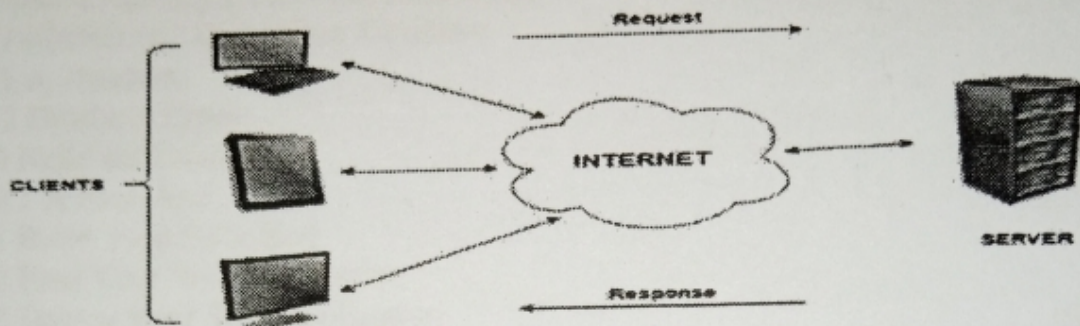 Request
INTERNET
CLIENTS
SERVER
Response